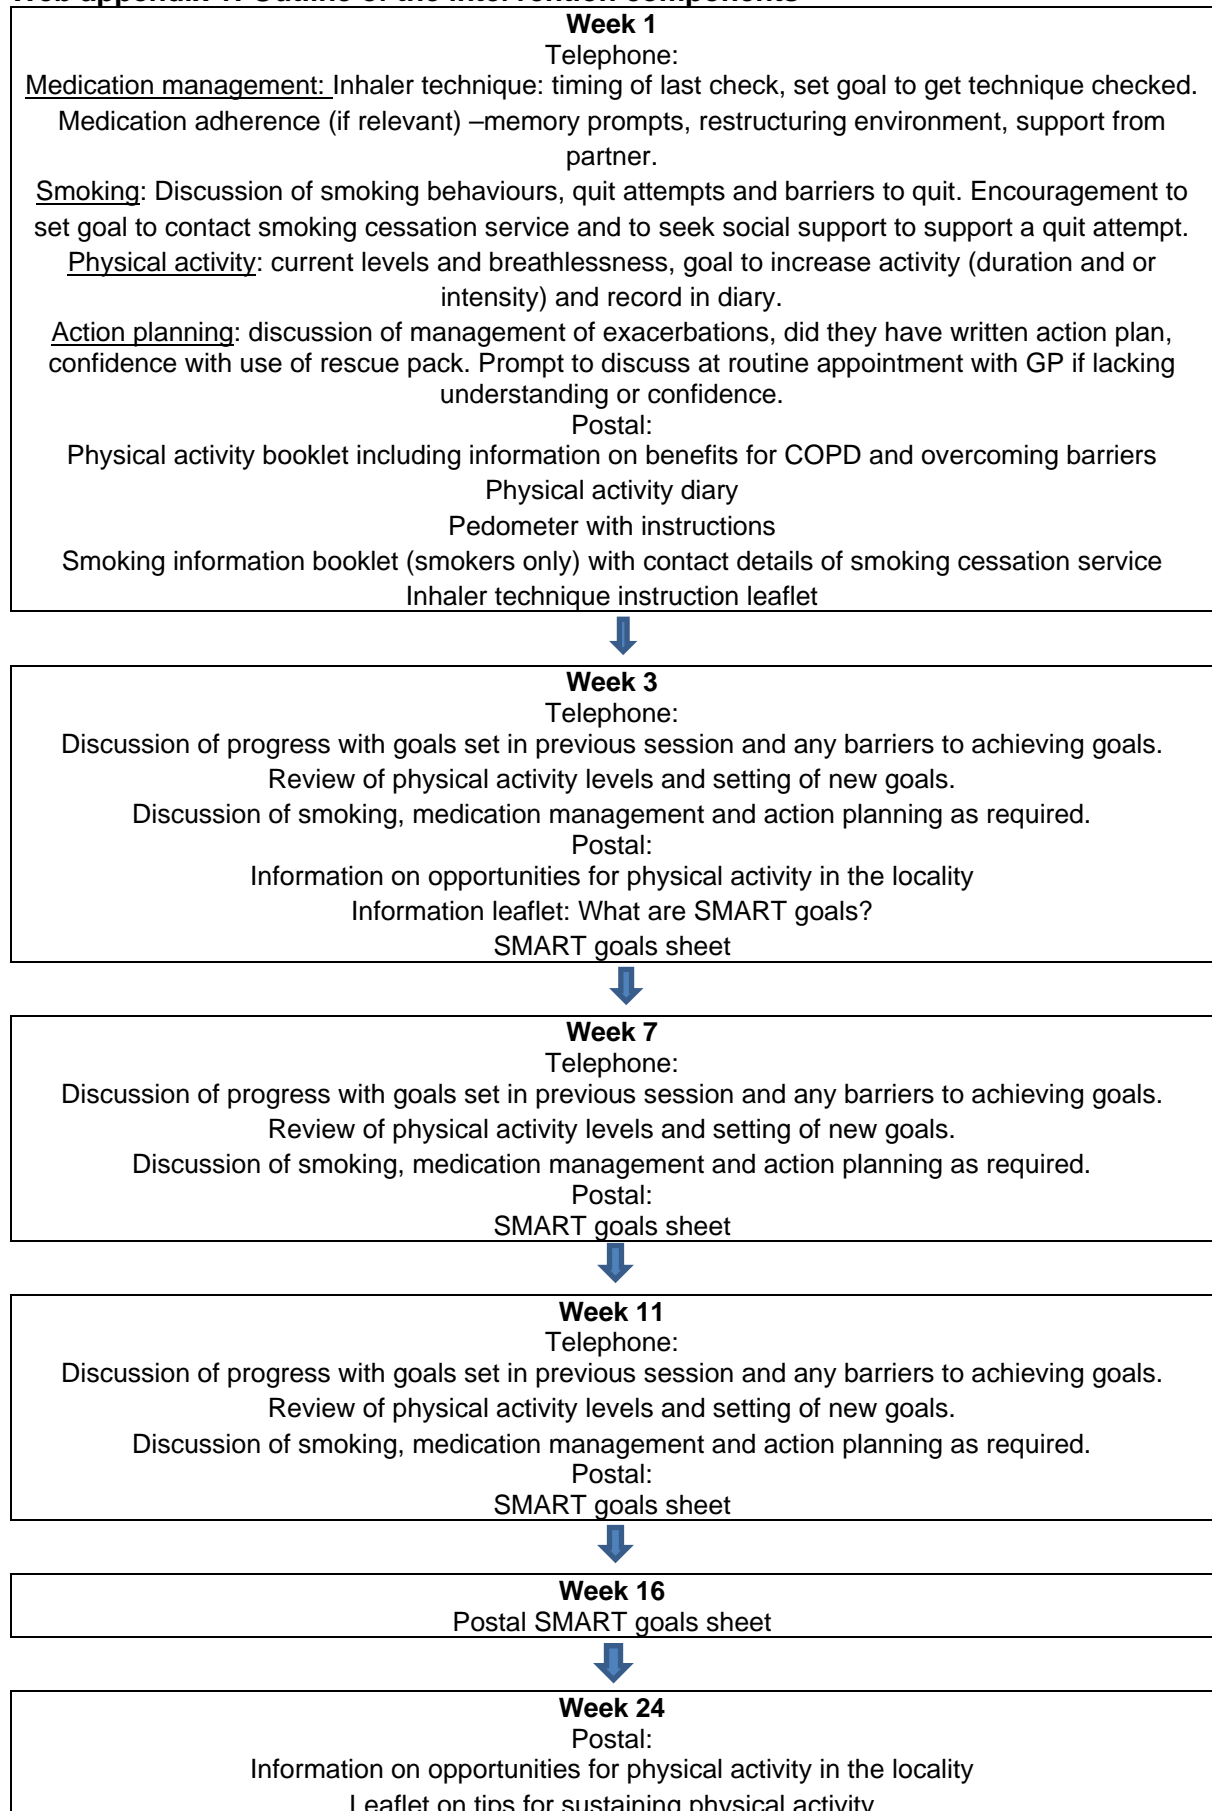 Web appendix 1: Outline of the intervention components
Week 1
Telephone:
Medication management: Inhaler technique: timing of last check, set goal to get technique checked.
Medication adherence (if relevant) –memory prompts, restructuring environment, support from
partner.
Smoking: Discussion of smoking behaviours, quit attempts and barriers to quit. Encouragement to
set goal to contact smoking cessation service and to seek social support to support a quit attempt.
Physical activity: current levels and breathlessness, goal to increase activity (duration and or
intensity) and record in diary.
Action planning: discussion of management of exacerbations, did they have written action plan,
confidence with use of rescue pack. Prompt to discuss at routine appointment with GP if lacking
understanding or confidence.
Postal:
Physical activity booklet including information on benefits for COPD and overcoming barriers
Physical activity diary
Pedometer with instructions
Smoking information booklet (smokers only) with contact details of smoking cessation service
Inhaler technique instruction leaflet
Week 3
Telephone:
Discussion of progress with goals set in previous session and any barriers to achieving goals.
Review of physical activity levels and setting of new goals.
Discussion of smoking, medication management and action planning as required.
Postal:
Information on opportunities for physical activity in the locality
Information leaflet: What are SMART goals?
SMART goals sheet
Week 7
Telephone:
Discussion of progress with goals set in previous session and any barriers to achieving goals.
Review of physical activity levels and setting of new goals.
Discussion of smoking, medication management and action planning as required.
Postal:
SMART goals sheet
Week 11
Telephone:
Discussion of progress with goals set in previous session and any barriers to achieving goals.
Review of physical activity levels and setting of new goals.
Discussion of smoking, medication management and action planning as required.
Postal:
SMART goals sheet
Week 16
Postal SMART goals sheet
Week 24
Postal:
Information on opportunities for physical activity in the locality
Leaflet on tips for sustaining physical activity